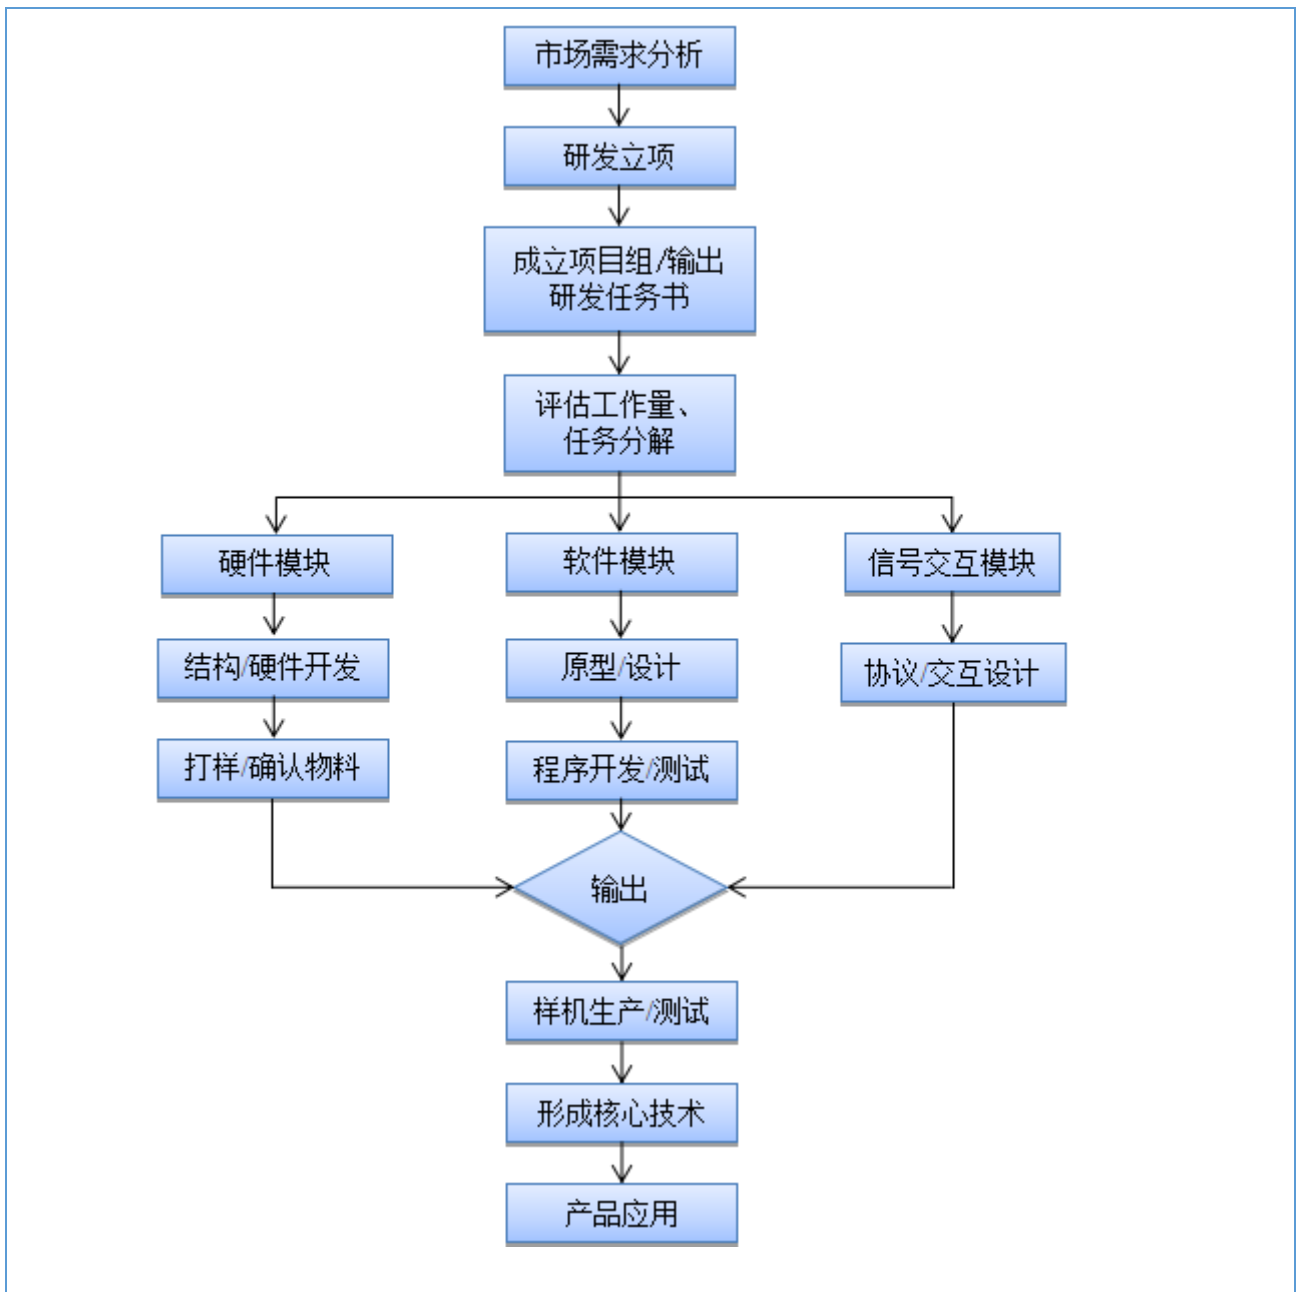 市场需求分析
研发立项
成立项目组/输出
研发任务书
评估工作量、
任务分解
硬件模块
软件模块
信号交互模块
结构/硬件开发
原型/设计
协议/交互设计
打样/确认物料
程序开发/测试
输出
样机生产/测试
形成核心技术
产品应用